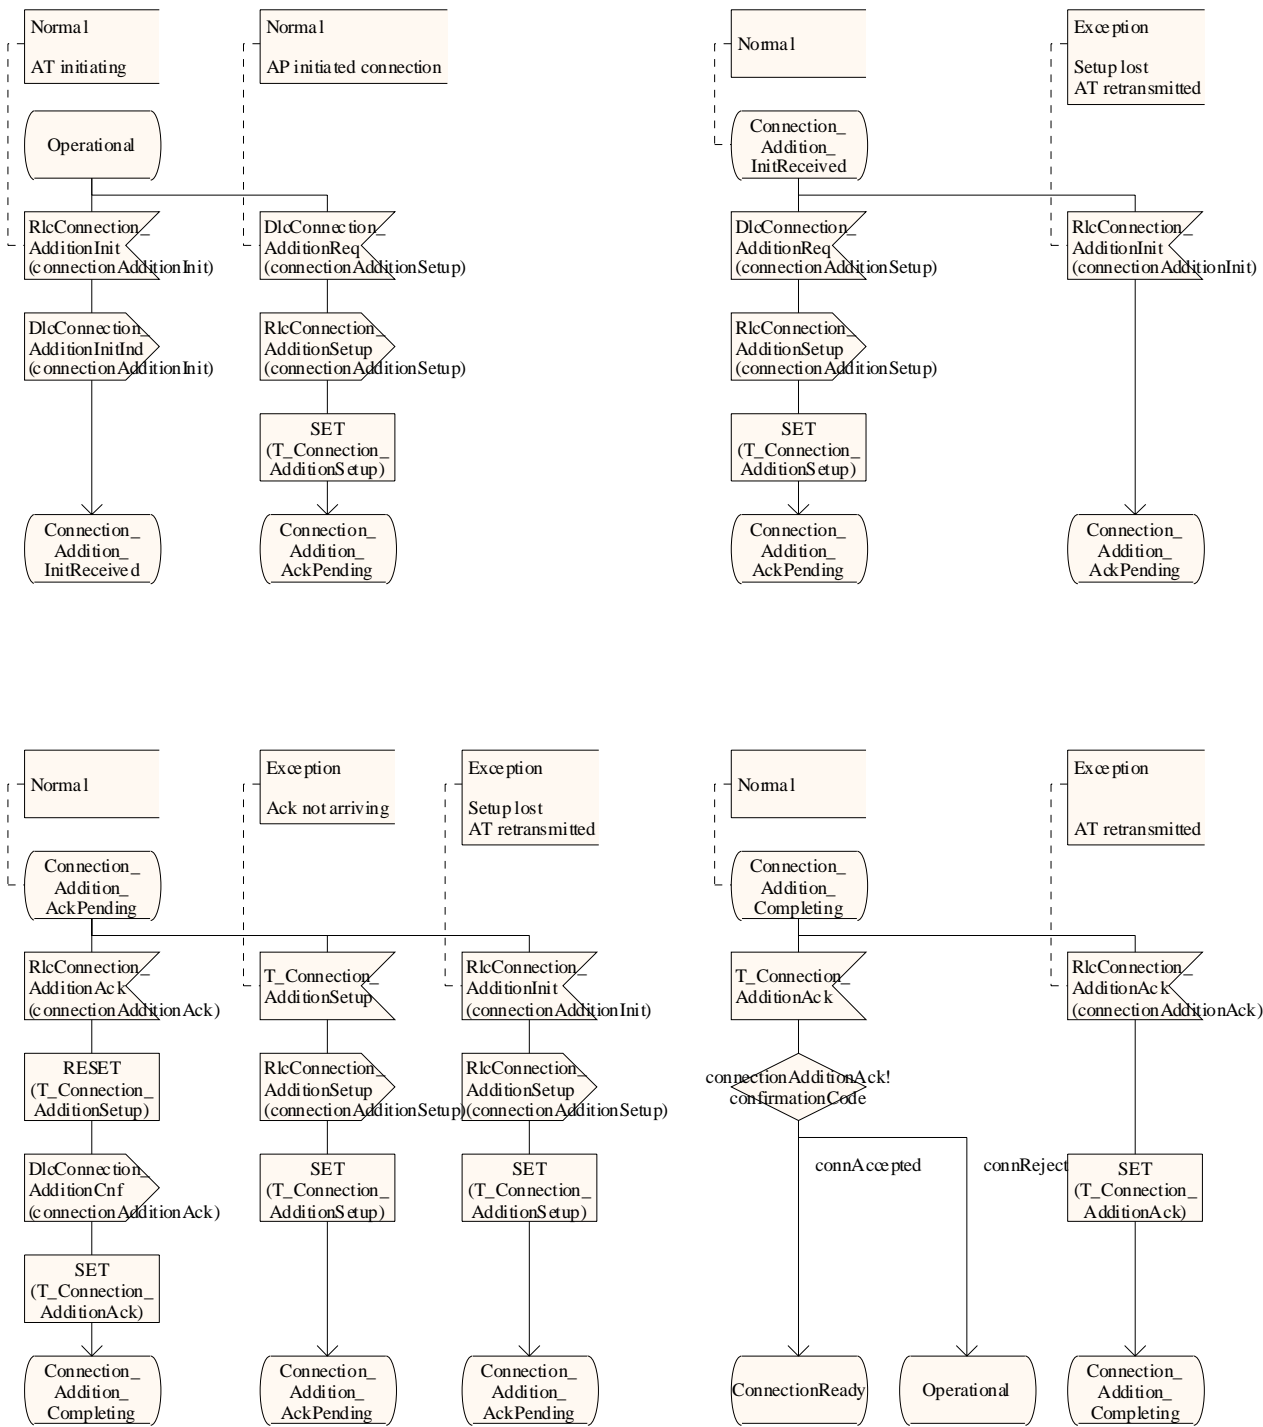 Normal
AT initiating
Normal
AP initiated connection
Operational
RlcConnection_
AdditionInit
(connectionAdditionInit)
DlcConnection_
AdditionReq
(connectionAdditionSetup)
DlcConnection_
AdditionInitInd
(connectionAdditionInit)
RlcConnection_
AdditionSetup
(connectionAdditionSetup)
SET
(T_Connection_
AdditionSetup)
Connection_
Addition_
InitReceived
Connection_
Addition_
AckPending
Normal
Exception
Setup lost
AT retransmitted
Connection_
Addition_
InitReceived
DlcConnection_
AdditionReq
(connectionAdditionSetup)
RlcConnection_
AdditionInit
(connectionAdditionInit)
RlcConnection_
AdditionSetup
(connectionAdditionSetup)
SET
(T_Connection_
AdditionSetup)
Connection_
Addition_
AckPending
Connection_
Addition_
AckPending
Normal
Exception
Ack not arriving
Exception
Setup lost
AT retransmitted
Connection_
Addition_
AckPending
RlcConnection_
AdditionAck
(connectionAdditionAck)
T_Connection_
AdditionSetup
RlcConnection_
AdditionInit
(connectionAdditionInit)
RESET
(T_Connection_
AdditionSetup)
RlcConnection_
AdditionSetup
(connectionAdditionSetup)
RlcConnection_
AdditionSetup
(connectionAdditionSetup)
DlcConnection_
AdditionCnf
(connectionAdditionAck)
SET
(T_Connection_
AdditionSetup)
SET
(T_Connection_
AdditionSetup)
SET
(T_Connection_
AdditionAck)
Connection_
Addition_
Completing
Connection_
Addition_
AckPending
Connection_
Addition_
AckPending
Normal
Exception
AT retransmitted
Connection_
Addition_
Completing
T_Connection_
AdditionAck
RlcConnection_
AdditionAck
(connectionAdditionAck)
connectionAdditionAck!
confirmationCode
connAccepted
connReject
SET
(T_Connection_
AdditionAck)
ConnectionReady
Operational
Connection_
Addition_
Completing